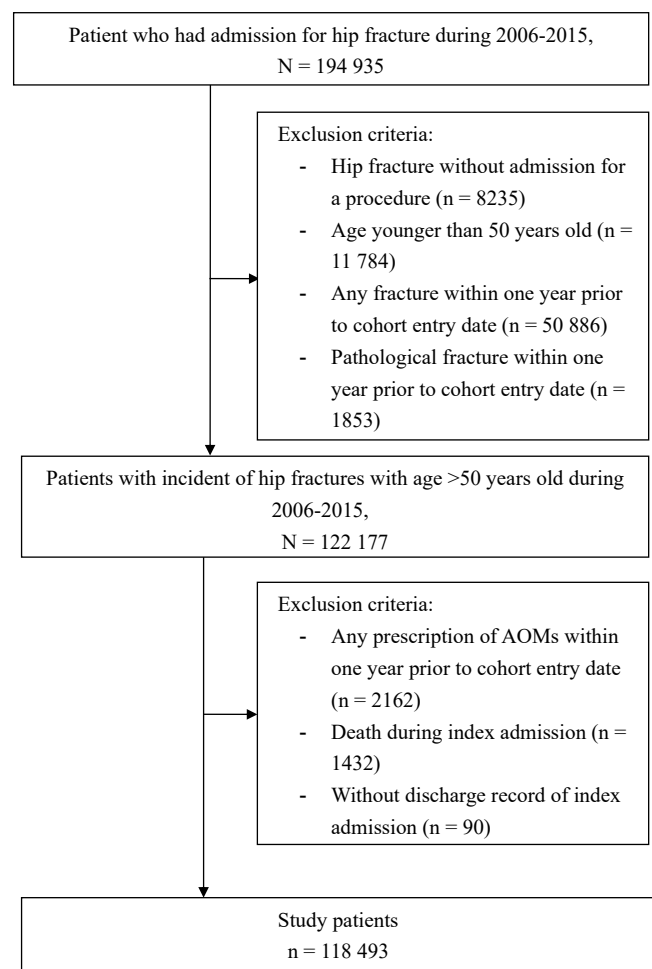 Patient who had admission for hip fracture during 2006-2015,
N = 194 935
Exclusion criteria:
- Hip fracture without admission for
a procedure (n = 8235)
- Age younger than 50 years old (n =
11 784)
- Any fracture within one year prior
to cohort entry date (n = 50 886)
- Pathological fracture within one
year prior to cohort entry date (n =
1853)
Patients with incident of hip fractures with age >50 years old during
2006-2015,
N = 122 177
Exclusion criteria:
- Any prescription of AOMs within
one year prior to cohort entry date
(n = 2162)
- Death during index admission (n =
1432)
- Without discharge record of index
admission (n = 90)
Study patients
n = 118 493